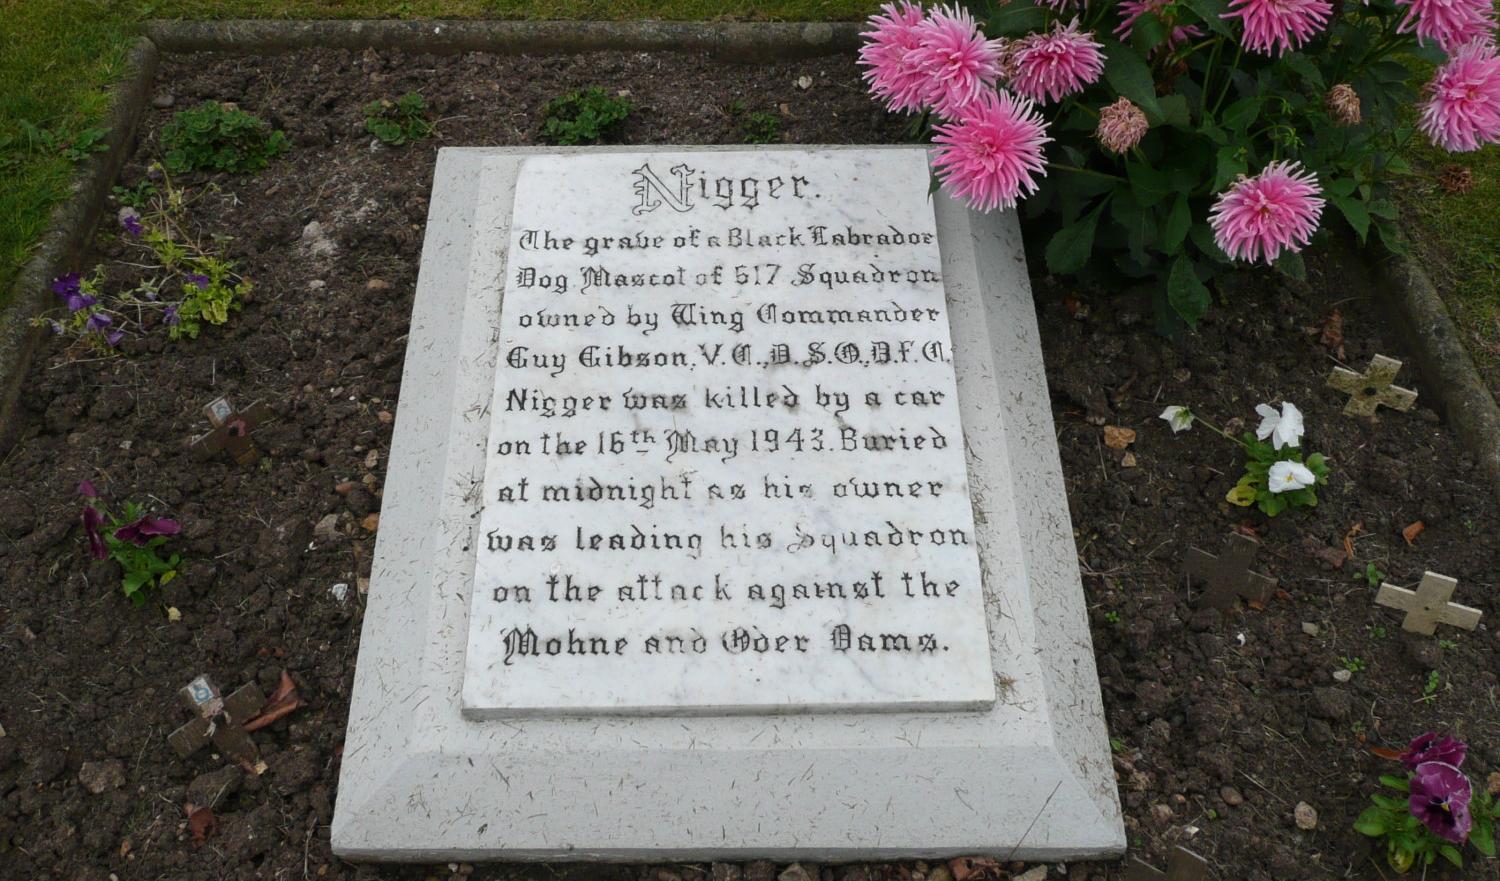 Nigger.
The grave of a Black Labrador
Dog Mascot of 617 Squadron
owned by Wing Commander
Guy Gibson, V.C., D.S.O., D.F.C.
Nigger was killed by a car
on the 16th May 1943. Buried
at midnight as his owner
was leading his Squadron
on the attack against the
Mohne and Oder Dams.